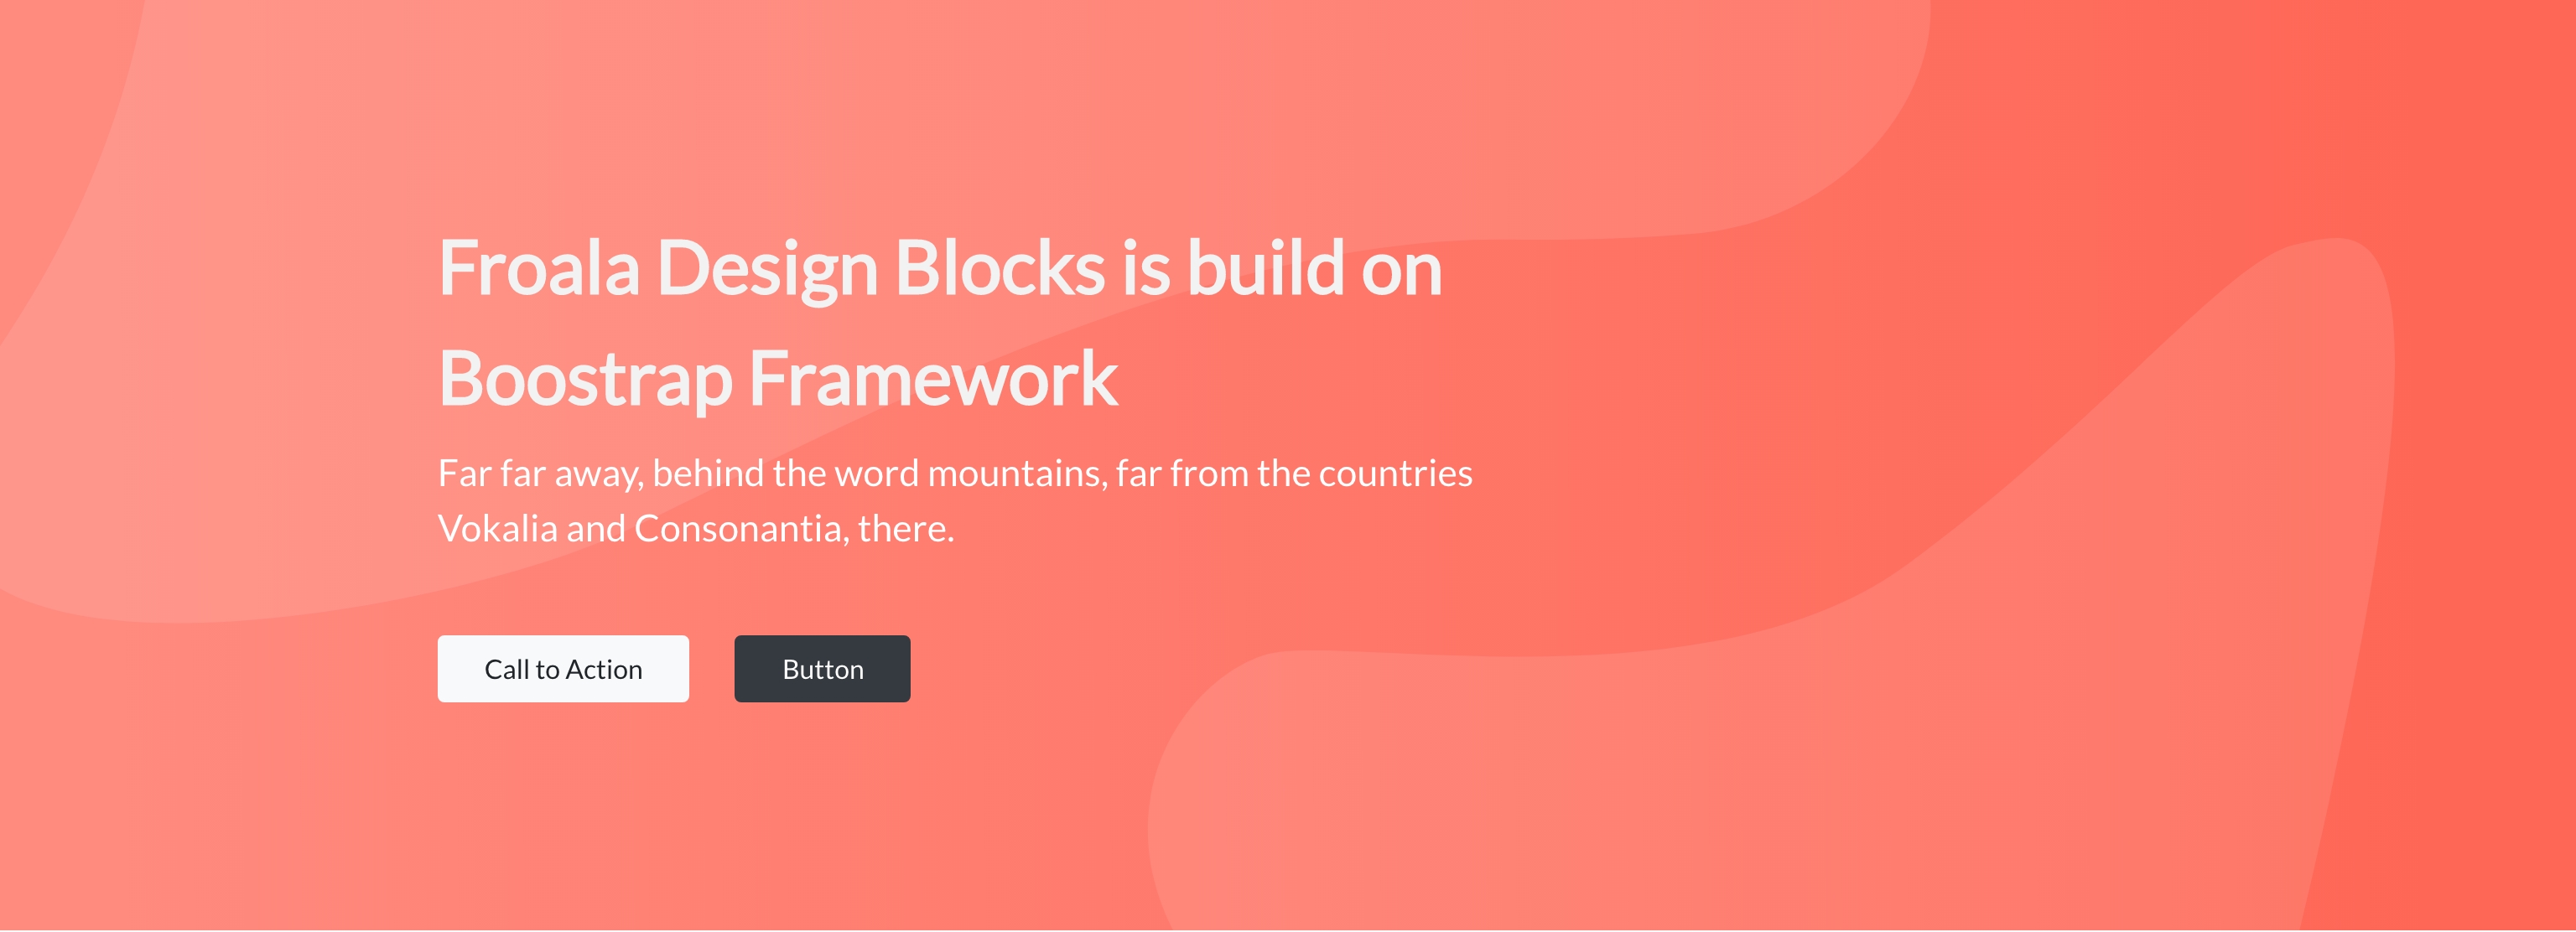 Froala Design Blocks is build on
Boostrap Framework
Far far away, behind the word mountains, far from the countries
Vokalia and Consonantia, there.
Call to Action
Button